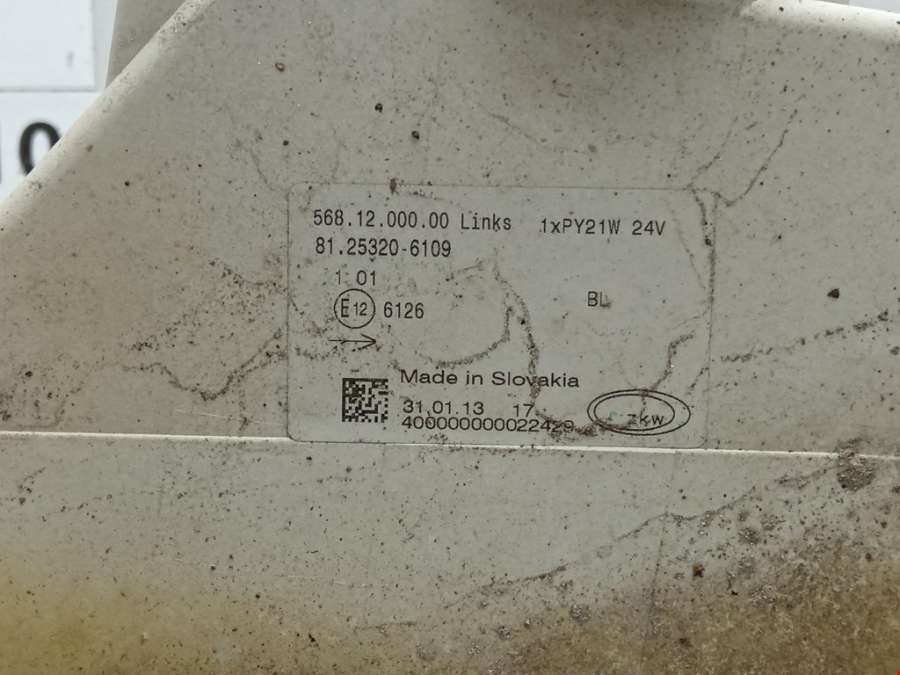 0
568.12.000.00 Links 1xPY21W 24V
81.25320-6109
1 01
E12 6126
BL
Made in Slovakia
31.01.13 17
400000000022429
ZKW